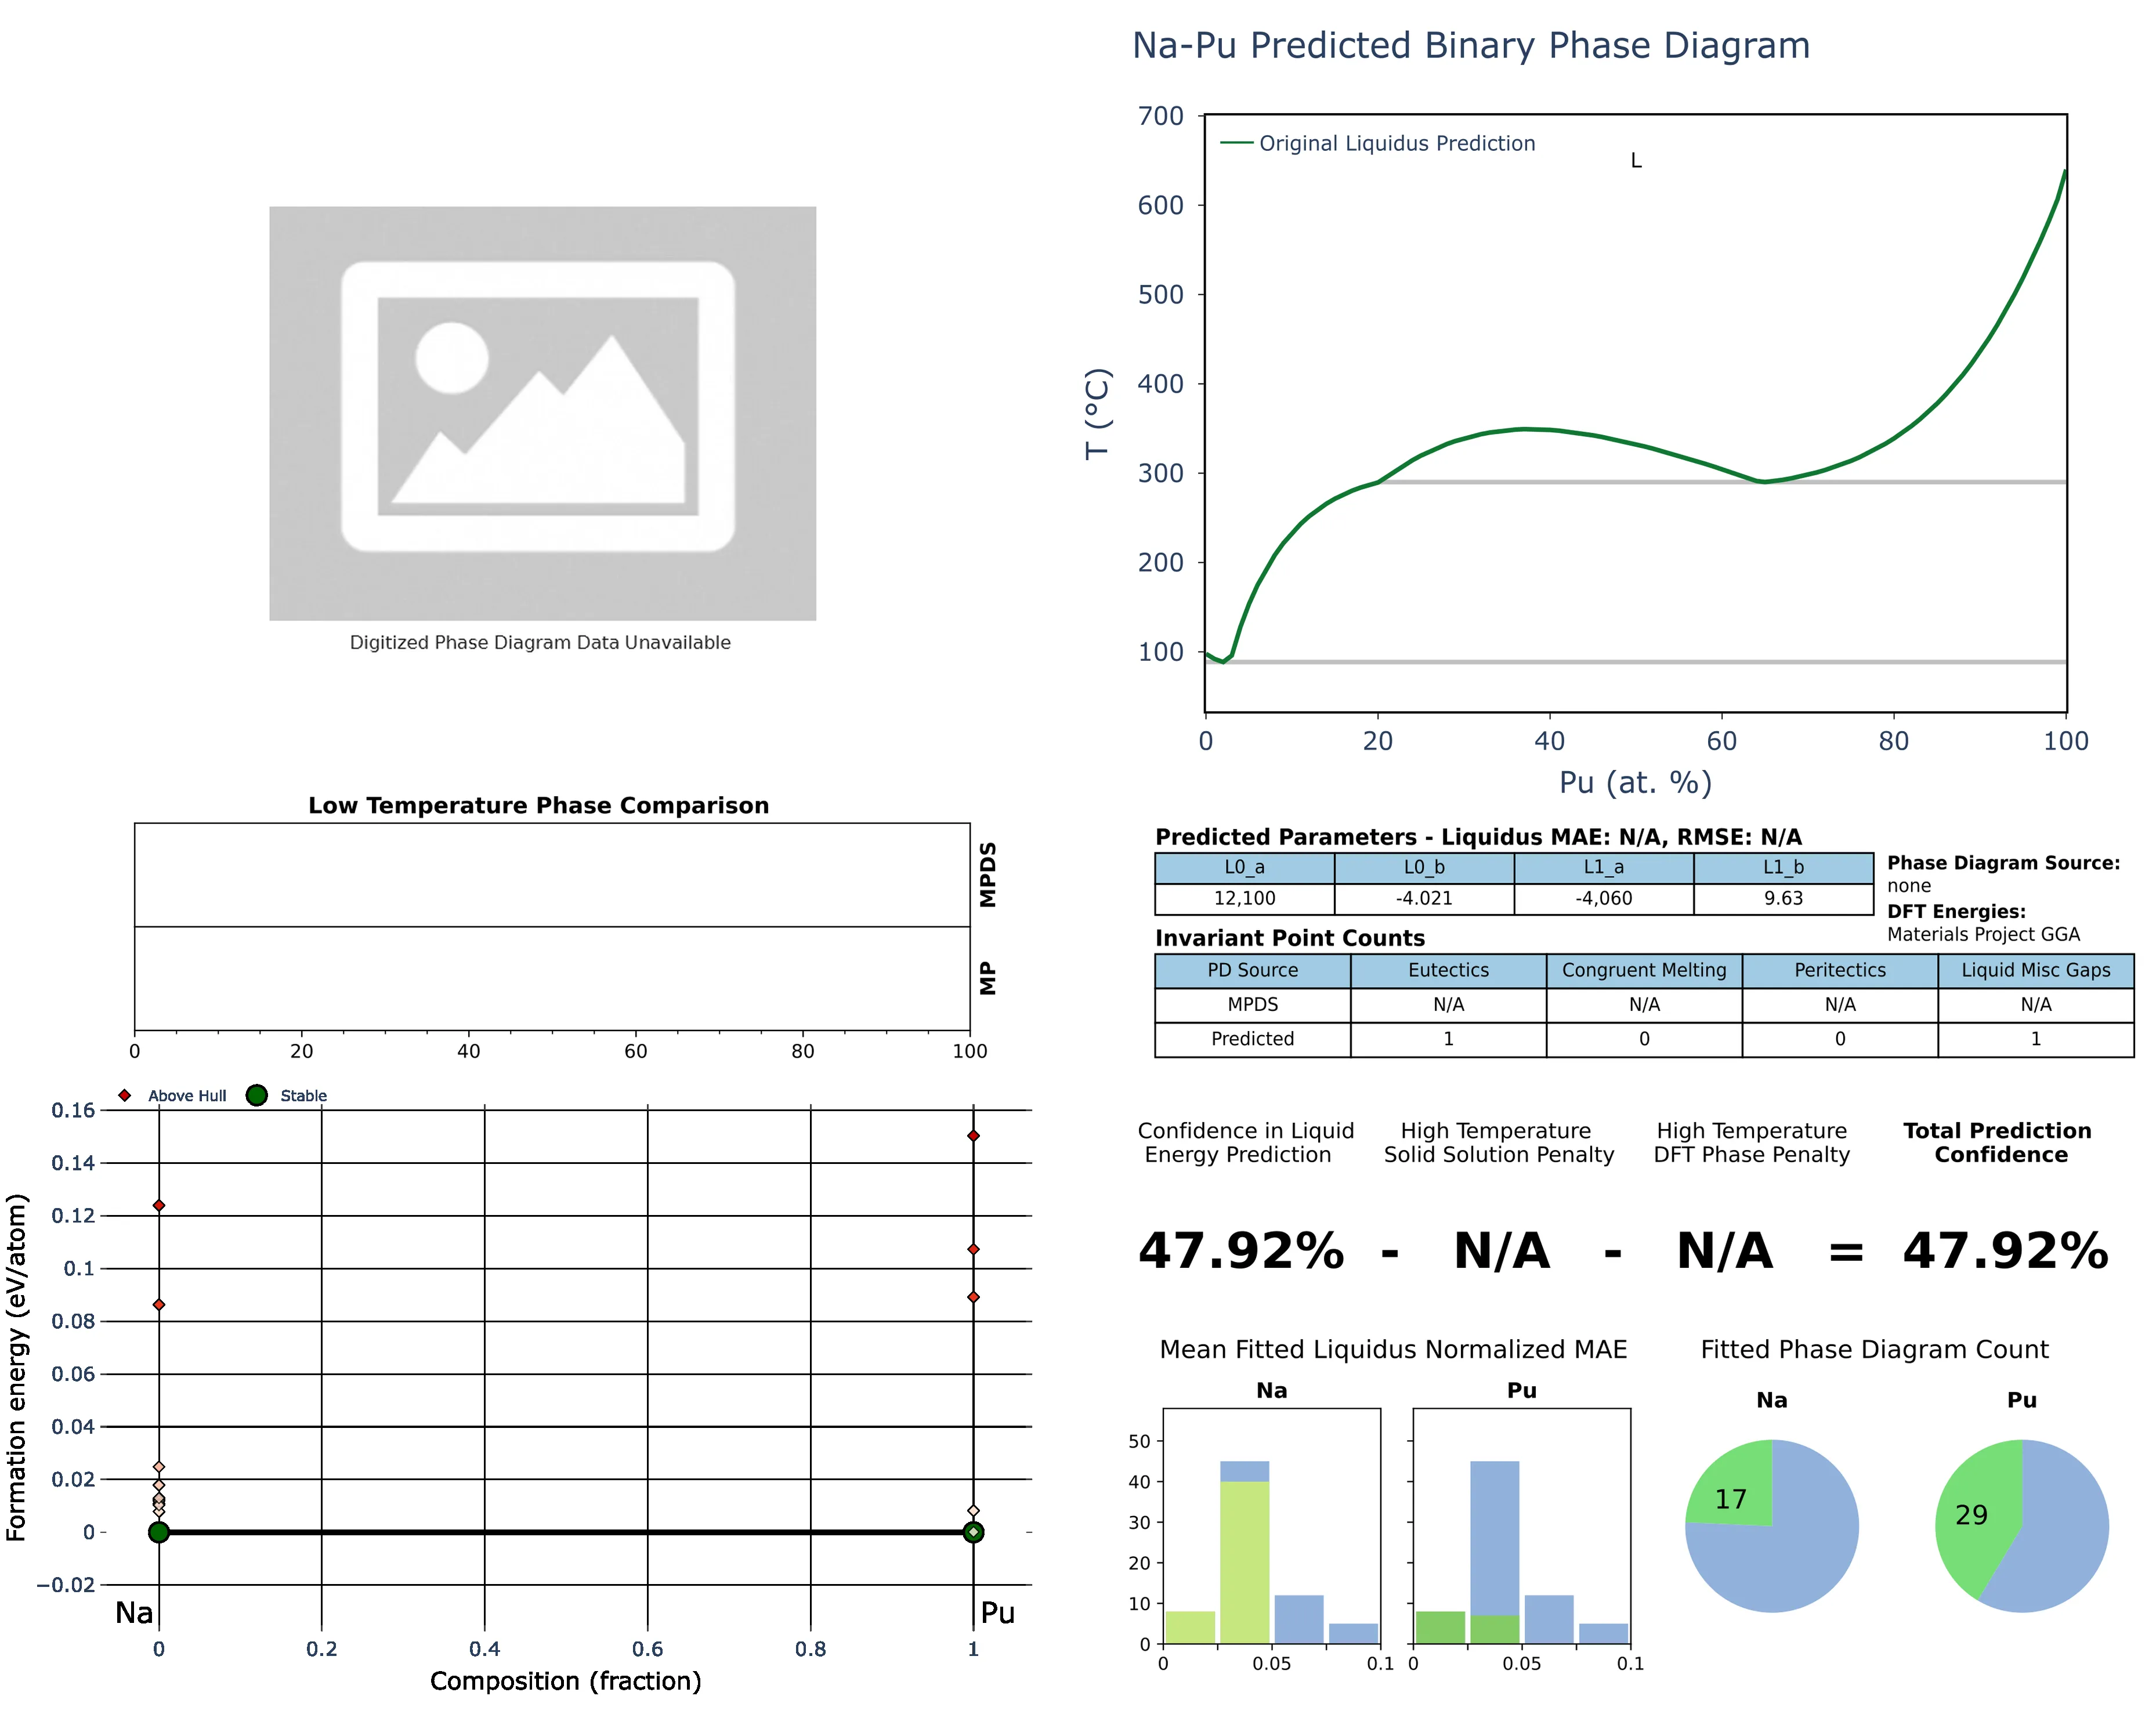 Na-Pu Predicted Binary Phase Diagram
700
600
500
400
300
200
100
T (°C)
Original Liquidus Prediction
L
0 20 40 60 80 100
Pu (at. %)
Digitized Phase Diagram Data Unavailable
Low Temperature Phase Comparison
MPDS
MP
0 20 40 60 80 100
Predicted Parameters - Liquidus MAE: N/A, RMSE: N/A
L0_a L0_b L1_a L1_b
12,100 -4.021 -4,060 9.63
Phase Diagram Source:
none
DFT Energies:
Materials Project GGA
Invariant Point Counts
PD Source Eutectics Congruent Melting Peritectics Liquid Misc Gaps
MPDS N/A N/A N/A N/A
Predicted 1 0 0 1
Above Hull Stable
0.16
0.14
0.12
0.1
0.08
0.06
0.04
0.02
0
−0.02
Formation energy (eV/atom)
Na Pu
0 0.2 0.4 0.6 0.8 1
Composition (fraction)
Confidence in Liquid
Energy Prediction
High Temperature
Solid Solution Penalty
High Temperature
DFT Phase Penalty
Total Prediction
Confidence
47.92% - N/A - N/A = 47.92%
Mean Fitted Liquidus Normalized MAE
Na Pu
50
40
30
20
10
0
0 0.05 0.1 0 0.05 0.1
Fitted Phase Diagram Count
Na Pu
17 29